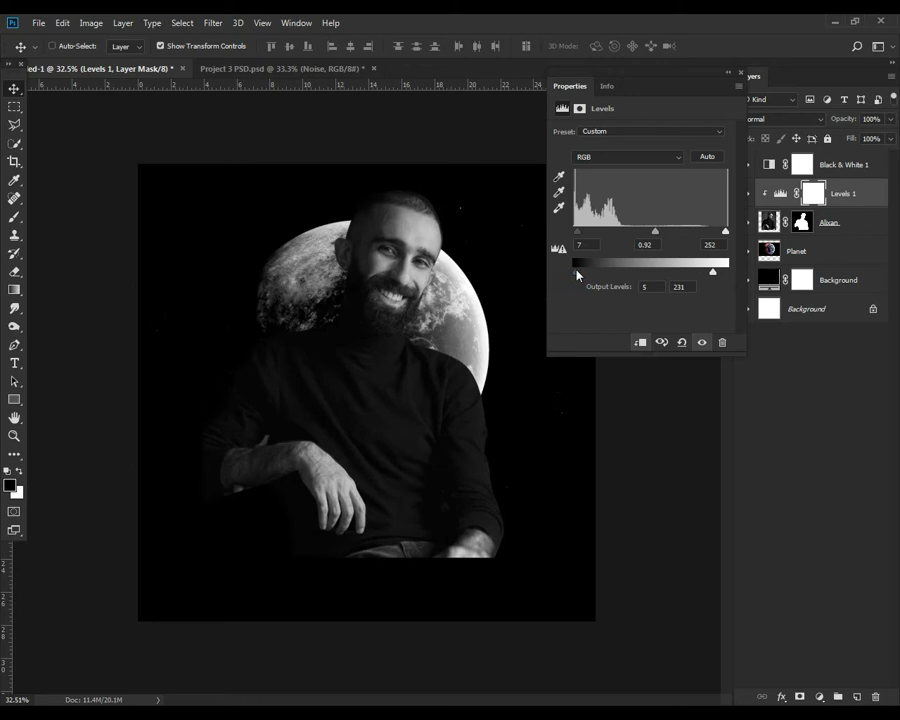 Ps File Edit Image Layer Type Select Filter 3D View Window Help
Auto-Select: Layer Show Transform Controls 3D Mode:
ed-1 @ 32.5% (Levels 1, Layer Mask/8) * Project 3 PSD.psd @ 33.3% (Noise, RGB/8#) *
Properties Info
Levels
Preset: Custom
RGB Auto
7 0.92 252
Output Levels: 5 231
yers
Kind
ormal Opacity: 100%
Fill: 100%
Black & White 1
Levels 1
Alixan
Planet
Background
Background
32.51% Doc: 11.4M/20.1M